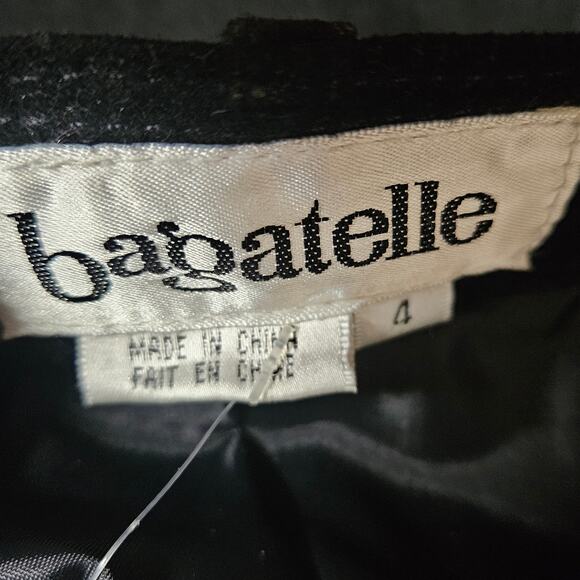 bagatelle
4
MADE IN CHINA
FAIT EN CHINE